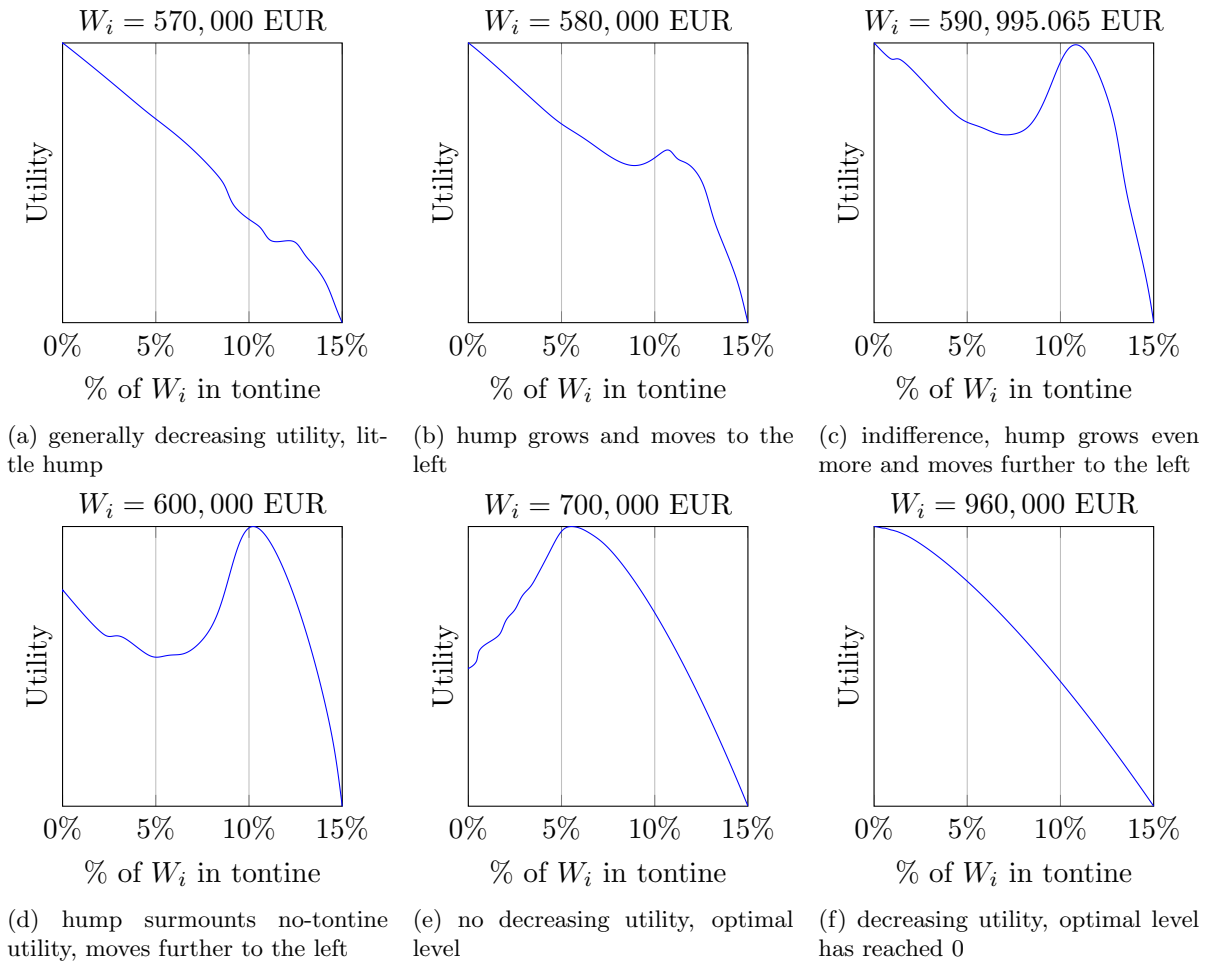 W_i = 570,000 EUR
Utility
0% 5% 10% 15%
% of W_i in tontine
(a) generally decreasing utility, lit-
tle hump
W_i = 580,000 EUR
Utility
0% 5% 10% 15%
% of W_i in tontine
(b) hump grows and moves to the
left
W_i = 590,995.065 EUR
Utility
0% 5% 10% 15%
% of W_i in tontine
(c) indifference, hump grows even
more and moves further to the left
W_i = 600,000 EUR
Utility
0% 5% 10% 15%
% of W_i in tontine
(d) hump surmounts no-tontine
utility, moves further to the left
W_i = 700,000 EUR
Utility
0% 5% 10% 15%
% of W_i in tontine
(e) no decreasing utility, optimal
level
W_i = 960,000 EUR
Utility
0% 5% 10% 15%
% of W_i in tontine
(f) decreasing utility, optimal level
has reached 0